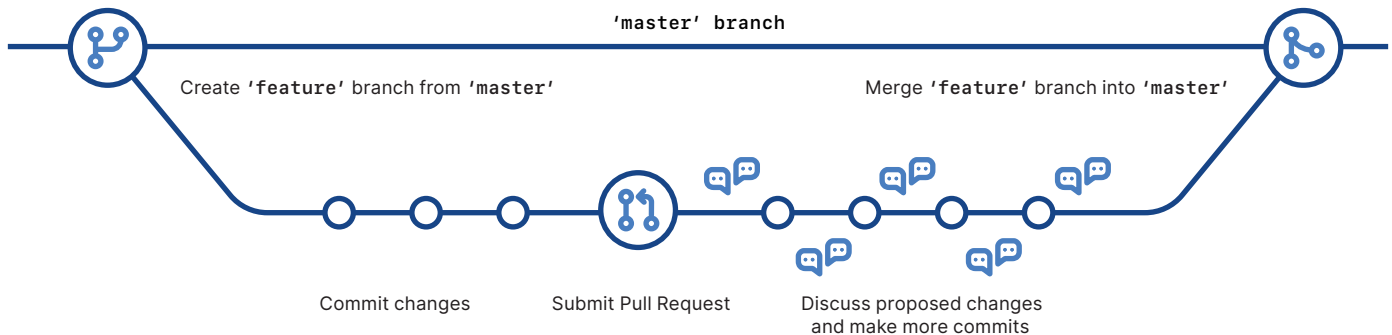 ‘master’ branch
Create ‘feature’ branch from ‘master’
Merge ‘feature’ branch into ‘master’
Commit changes
Submit Pull Request
Discuss proposed changes
and make more commits